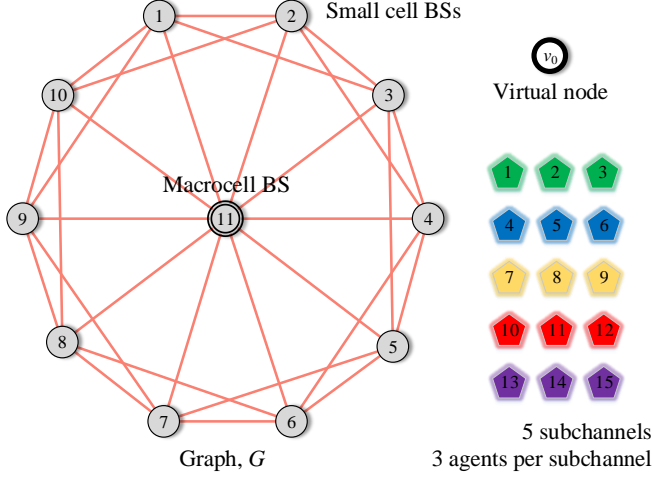 1
2
Small cell BSs
v0
Virtual node
10
3
Macrocell BS
1 2 3
9
11
4
4 5 6
7 8 9
8
5
10 11 12
7
6
13 14 15
Graph, G
5 subchannels
3 agents per subchannel